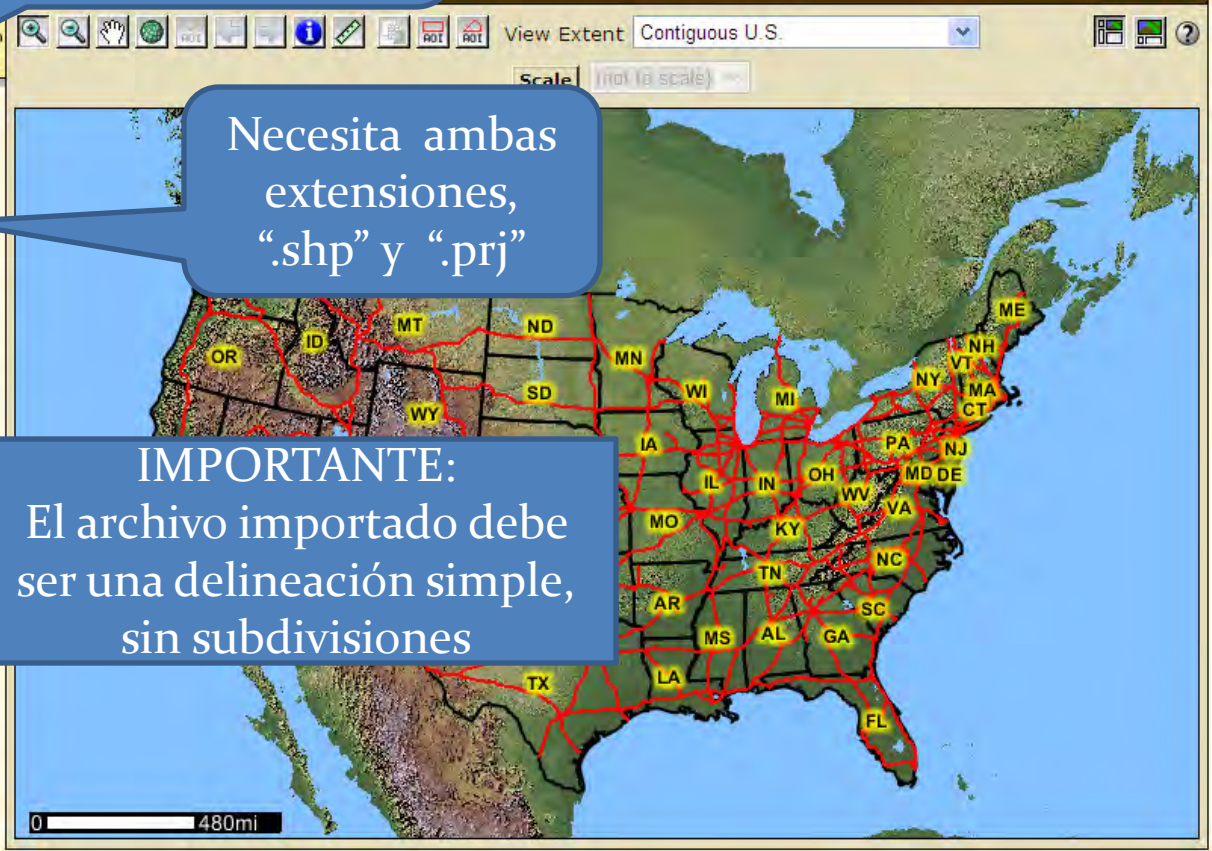 AOI AOI AOI View Extent Contiguous U.S.
Scale (not to scale)
Necesita ambas
extensiones,
“.shp” y “.prj”
ME
MT
ND
ID
MN
NH
OR
VT
NY
MA
SD
WI
MI
CT
WY
IA
PA
NJ
IMPORTANTE:
El archivo importado debe
ser una delineación simple,
sin subdivisiones
OH
MD DE
IL
IN
WV
VA
MO
KY
NC
TN
AR
SC
MS
AL
GA
LA
TX
FL
0 480mi